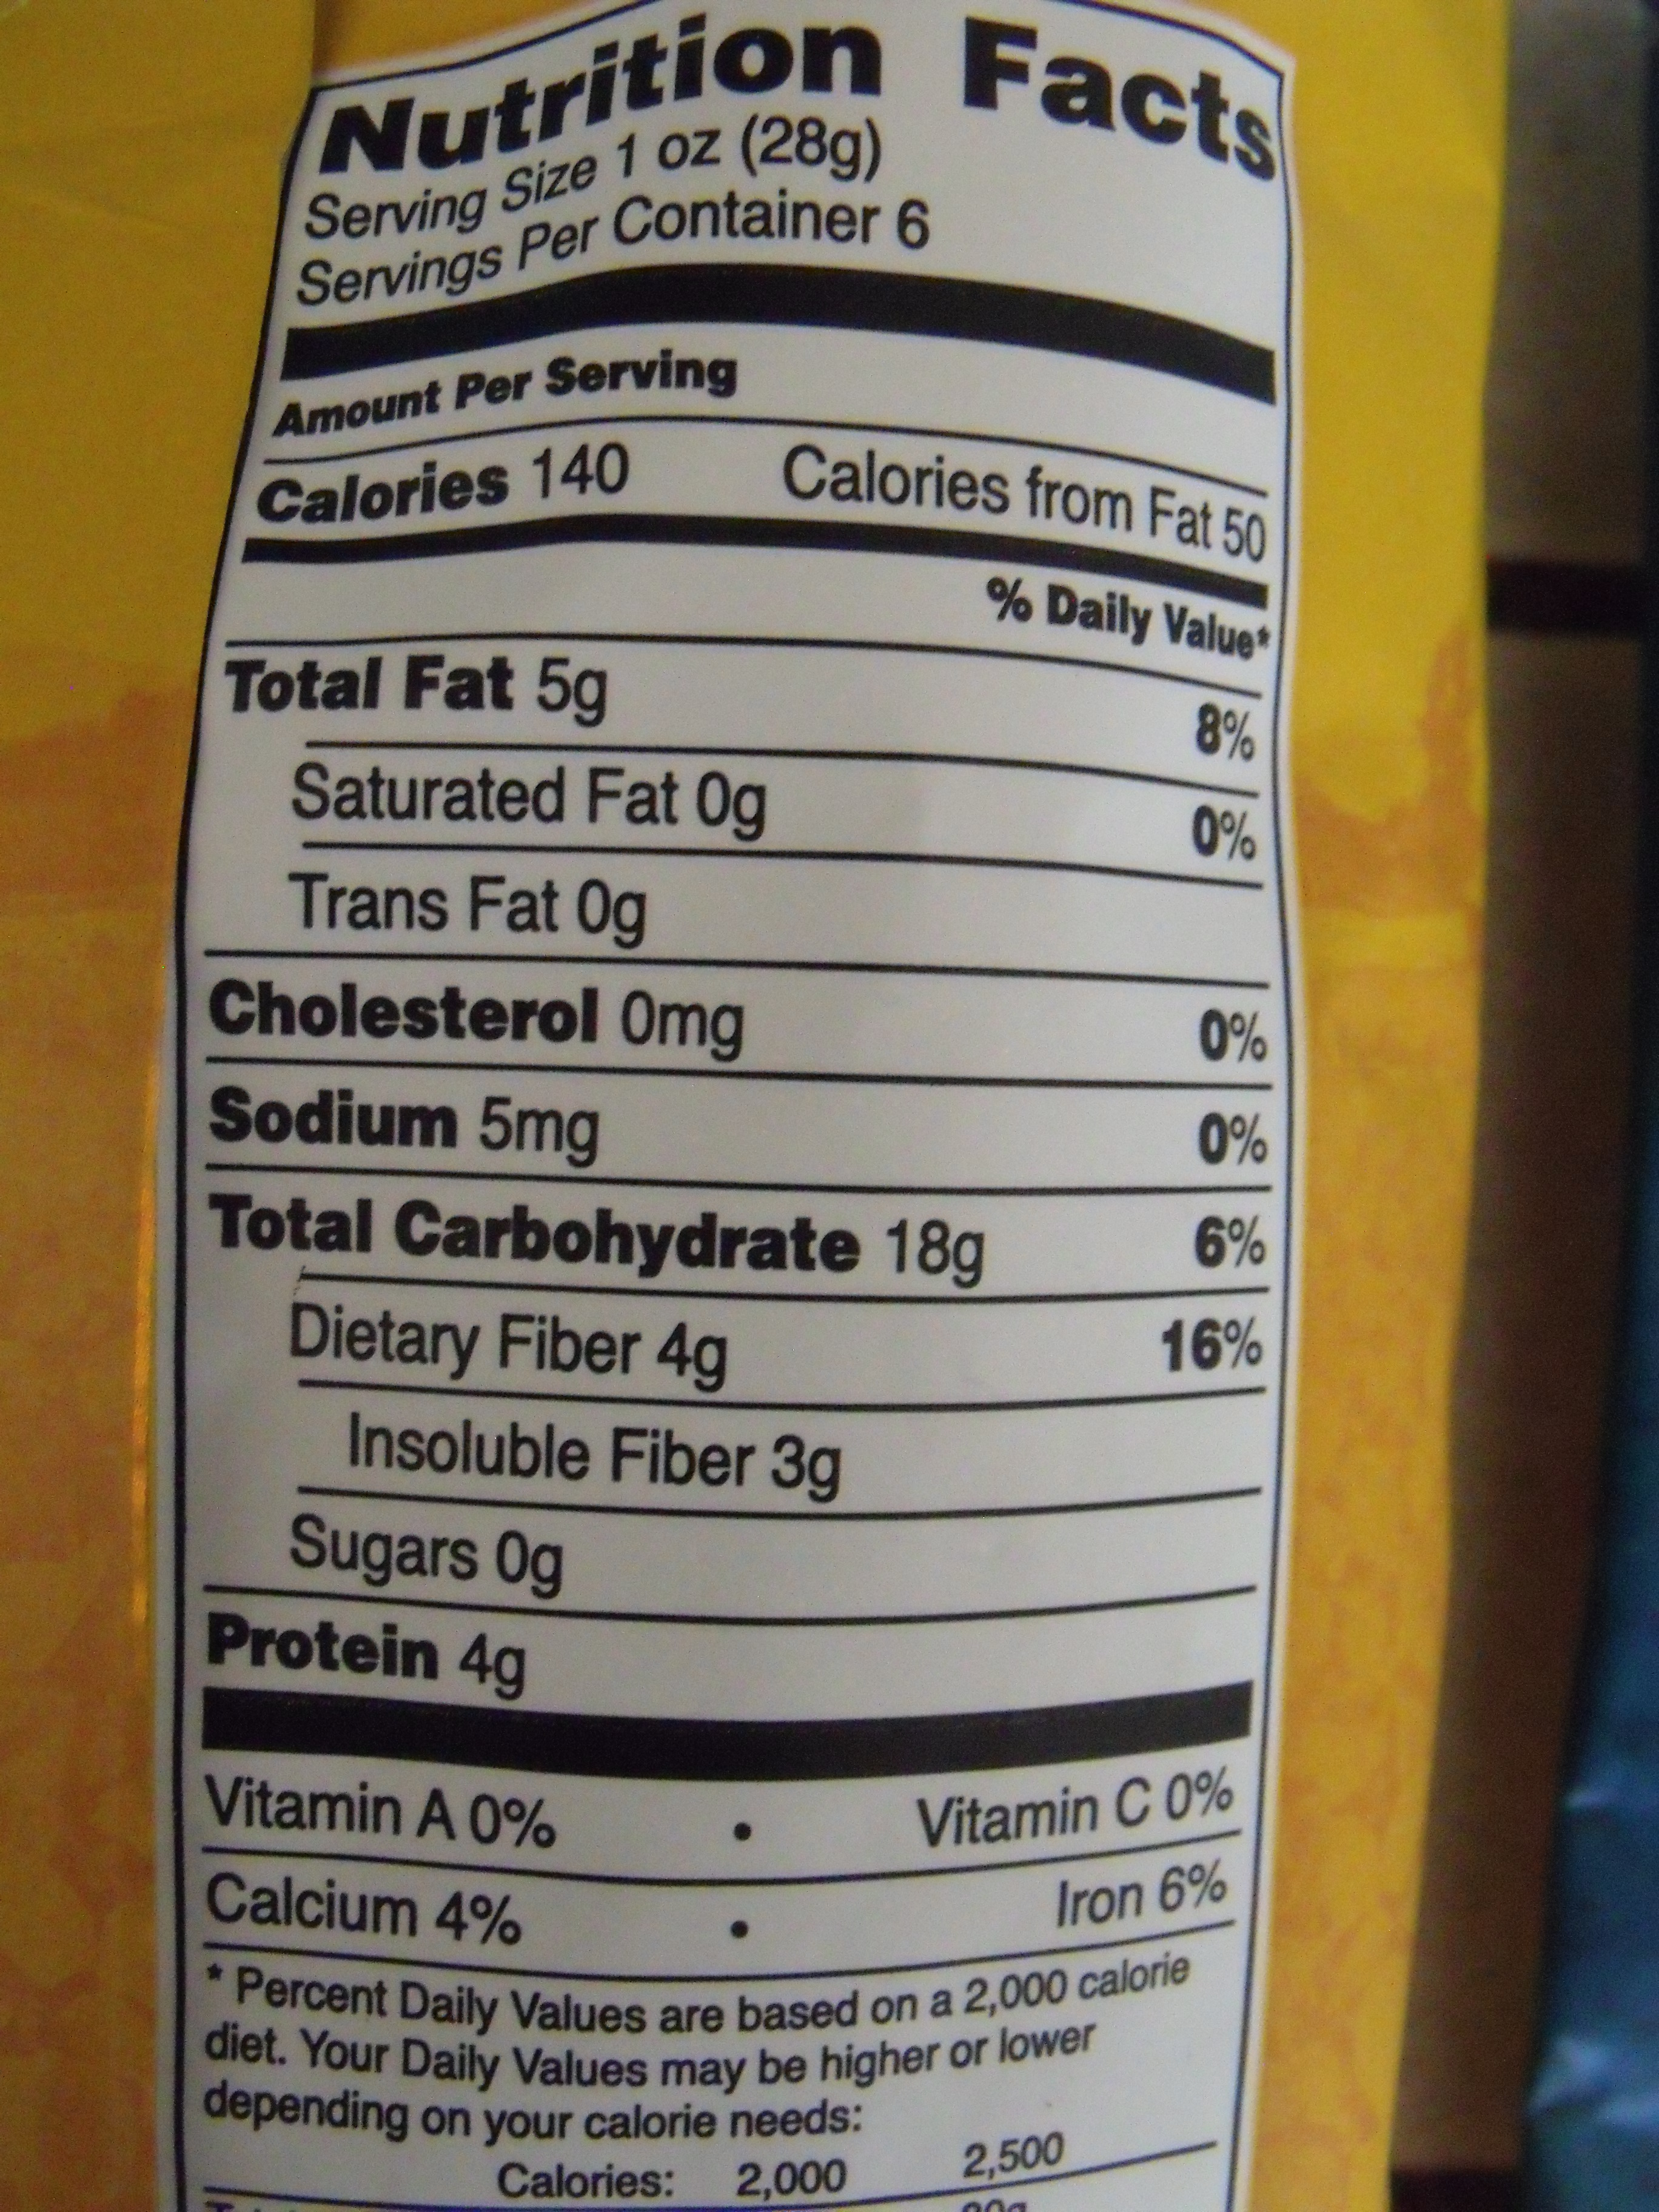 Nutrition Facts
Serving Size 1 oz (28g)
Servings Per Container 6
Amount Per Serving
Calories 140 Calories from Fat 50
% Daily Value*
Total Fat 5g 8%
Saturated Fat 0g 0%
Trans Fat 0g
Cholesterol 0mg 0%
Sodium 5mg 0%
Total Carbohydrate 18g 6%
Dietary Fiber 4g 16%
Insoluble Fiber 3g
Sugars 0g
Protein 4g
Vitamin A 0% • Vitamin C 0%
Calcium 4% • Iron 6%
* Percent Daily Values are based on a 2,000 calorie
diet. Your Daily Values may be higher or lower
depending on your calorie needs:
Calories: 2,000 2,500